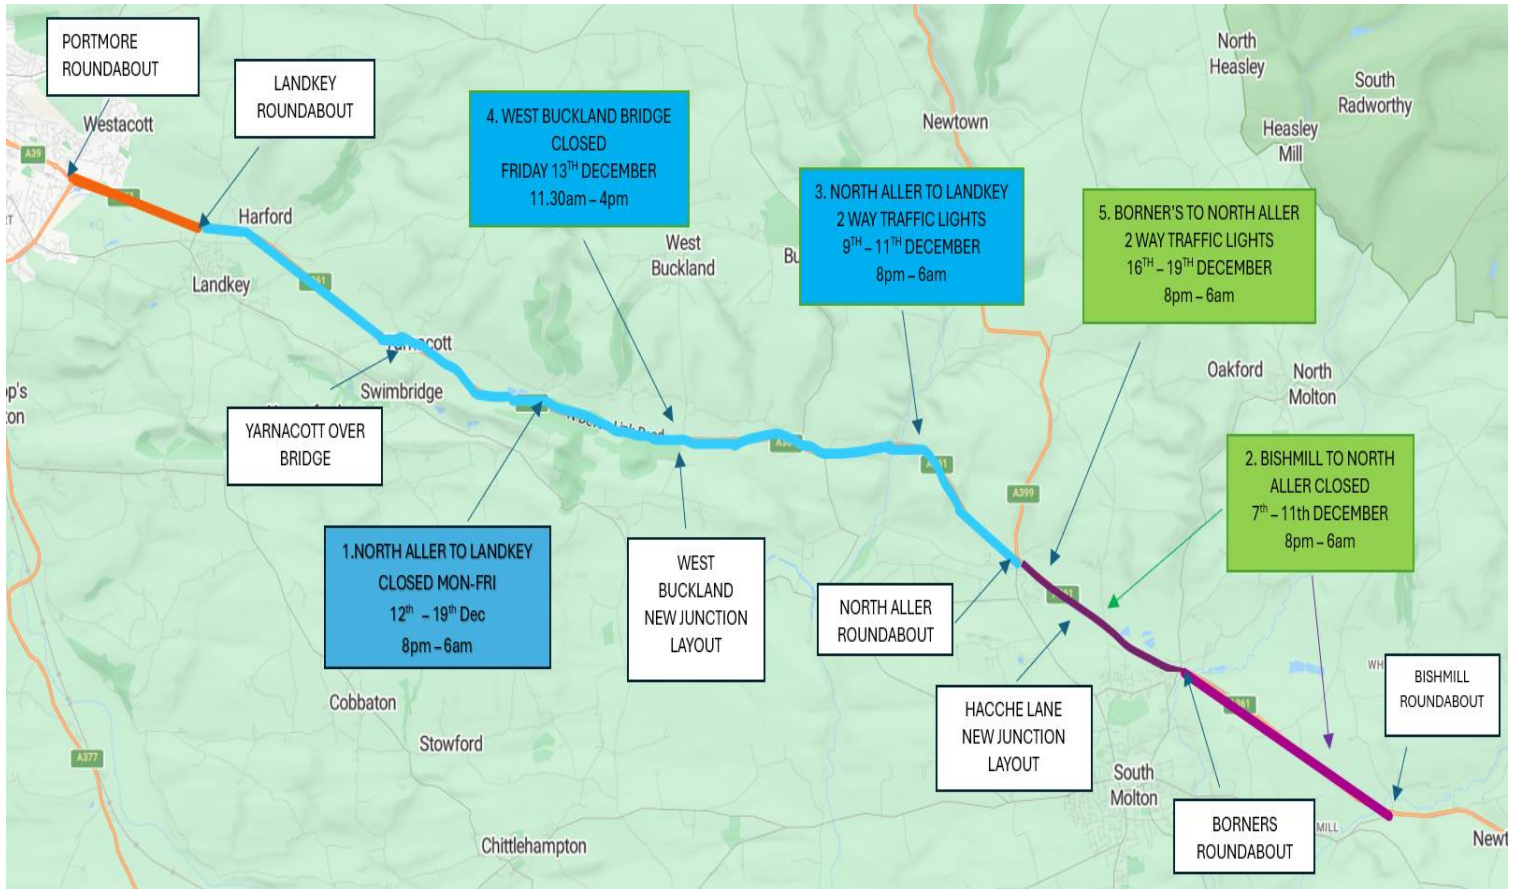 PORTMORE
ROUNDABOUT
LANDKEY
ROUNDABOUT
Westacott
A39
Harford
Landkey
4. WEST BUCKLAND BRIDGE
CLOSED
FRIDAY 13TH DECEMBER
11.30am – 4pm
West
Buckland
Newtown
3. NORTH ALLER TO LANDKEY
2 WAY TRAFFIC LIGHTS
9TH – 11TH DECEMBER
8pm – 6am
5. BORNER'S TO NORTH ALLER
2 WAY TRAFFIC LIGHTS
16TH – 19TH DECEMBER
8pm – 6am
North
Heasley
South
Radworthy
Heasley
Mill
Oakford
North
Molton
Swimbridge
YARNACOTT OVER
BRIDGE
1.NORTH ALLER TO LANDKEY
CLOSED MON-FRI
12th – 19th Dec
8pm – 6am
WEST
BUCKLAND
NEW JUNCTION
LAYOUT
A399
2. BISHMILL TO NORTH
ALLER CLOSED
7th – 11th DECEMBER
8pm – 6am
NORTH ALLER
ROUNDABOUT
HACCHE LANE
NEW JUNCTION
LAYOUT
BISHMILL
ROUNDABOUT
Cobbaton
Stowford
A377
South
Molton
BORNERS
ROUNDABOUT
MILL
Chittlehampton